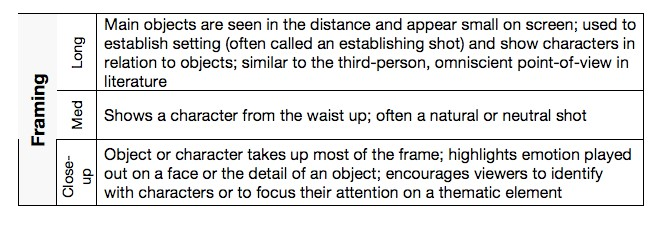 Framing
Long
Main objects are seen in the distance and appear small on screen; used to
establish setting (often called an establishing shot) and show characters in
relation to objects; similar to the third-person, omniscient point-of-view in
literature
Med
Shows a character from the waist up; often a natural or neutral shot
Close-
up
Object or character takes up most of the frame; highlights emotion played
out on a face or the detail of an object; encourages viewers to identify
with characters or to focus their attention on a thematic element